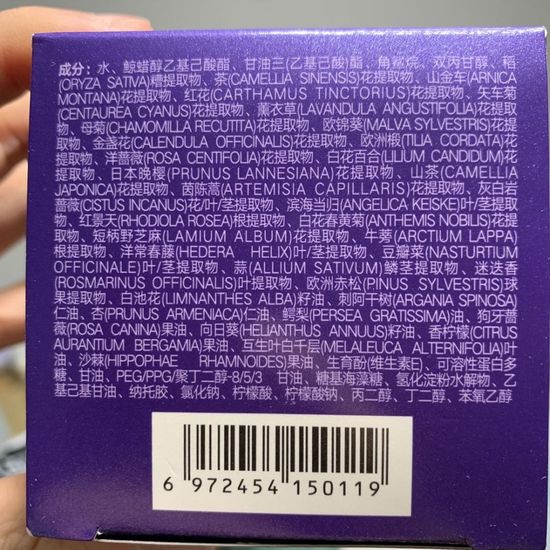 成分：水、鲸蜡醇乙基己酸酯、甘油三(乙基己酸)酯、角鲨烷、双丙甘醇、稻
(ORYZA SATIVA)糟提取物、茶(CAMELLIA SINENSIS)花提取物、山金车(ARNICA
MONTANA)花提取物、红花(CARTHAMUS TINCTORIUS)花提取物、矢车菊
(CENTAUREA CYANUS)花提取物、薰衣草(LAVANDULA ANGUSTIFOLIA)花提取
物、母菊(CHAMOMILLA RECUTITA)花提取物、欧锦葵(MALVA SYLVESTRIS)花提取
物、金盏花(CALENDULA OFFICINALIS)花提取物、欧洲椴(TILIA CORDATA)花
提取物、洋蔷薇(ROSA CENTIFOLIA)花提取物、白花百合(LILIUM CANDIDUM)花
提取物、日本晚樱(PRUNUS LANNESIANA)花提取物、山茶(CAMELLIA
JAPONICA)花提取物、茵陈蒿(ARTEMISIA CAPILLARIS)花提取物、灰白岩
蔷薇(CISTUS INCANUS)花/叶/茎提取物、滨海当归(ANGELICA KEISKE)叶/茎提取
物、红景天(RHODIOLA ROSEA)根提取物、白花春黄菊(ANTHEMIS NOBILIS)花提
取物、短柄野芝麻(LAMIUM ALBUM)花提取物、牛蒡(ARCTIUM LAPPA)
根提取物、洋常春藤(HEDERA HELIX)叶/茎提取物、豆瓣菜(NASTURTIUM
OFFICINALE)叶/茎提取物、蒜(ALLIUM SATIVUM)鳞茎提取物、迷迭香
(ROSMARINUS OFFICINALIS)叶提取物、欧洲赤松(PINUS SYLVESTRIS)球
果提取物、白池花(LIMNANTHES ALBA)籽油、刺阿干树(ARGANIA SPINOSA)
仁油、杏(PRUNUS ARMENIACA)仁油、鳄梨(PERSEA GRATISSIMA)油、狗牙蔷
薇(ROSA CANINA)果油、向日葵(HELIANTHUS ANNUUS)籽油、香柠檬(CITRUS
AURANTIUM BERGAMIA)果油、互生叶白千层(MELALEUCA ALTERNIFOLIA)叶
油、沙棘(HIPPOPHAE RHAMNOIDES)果油、生育酚(维生素E)、可溶性蛋白多
糖、甘油、PEG/PPG/聚丁二醇-8/5/3 甘油、糖基海藻糖、氢化淀粉水解物、乙
基己基甘油、纳托胶、氯化钠、柠檬酸、柠檬酸钠、丙二醇、丁二醇、苯氧乙醇
6 972454 150119